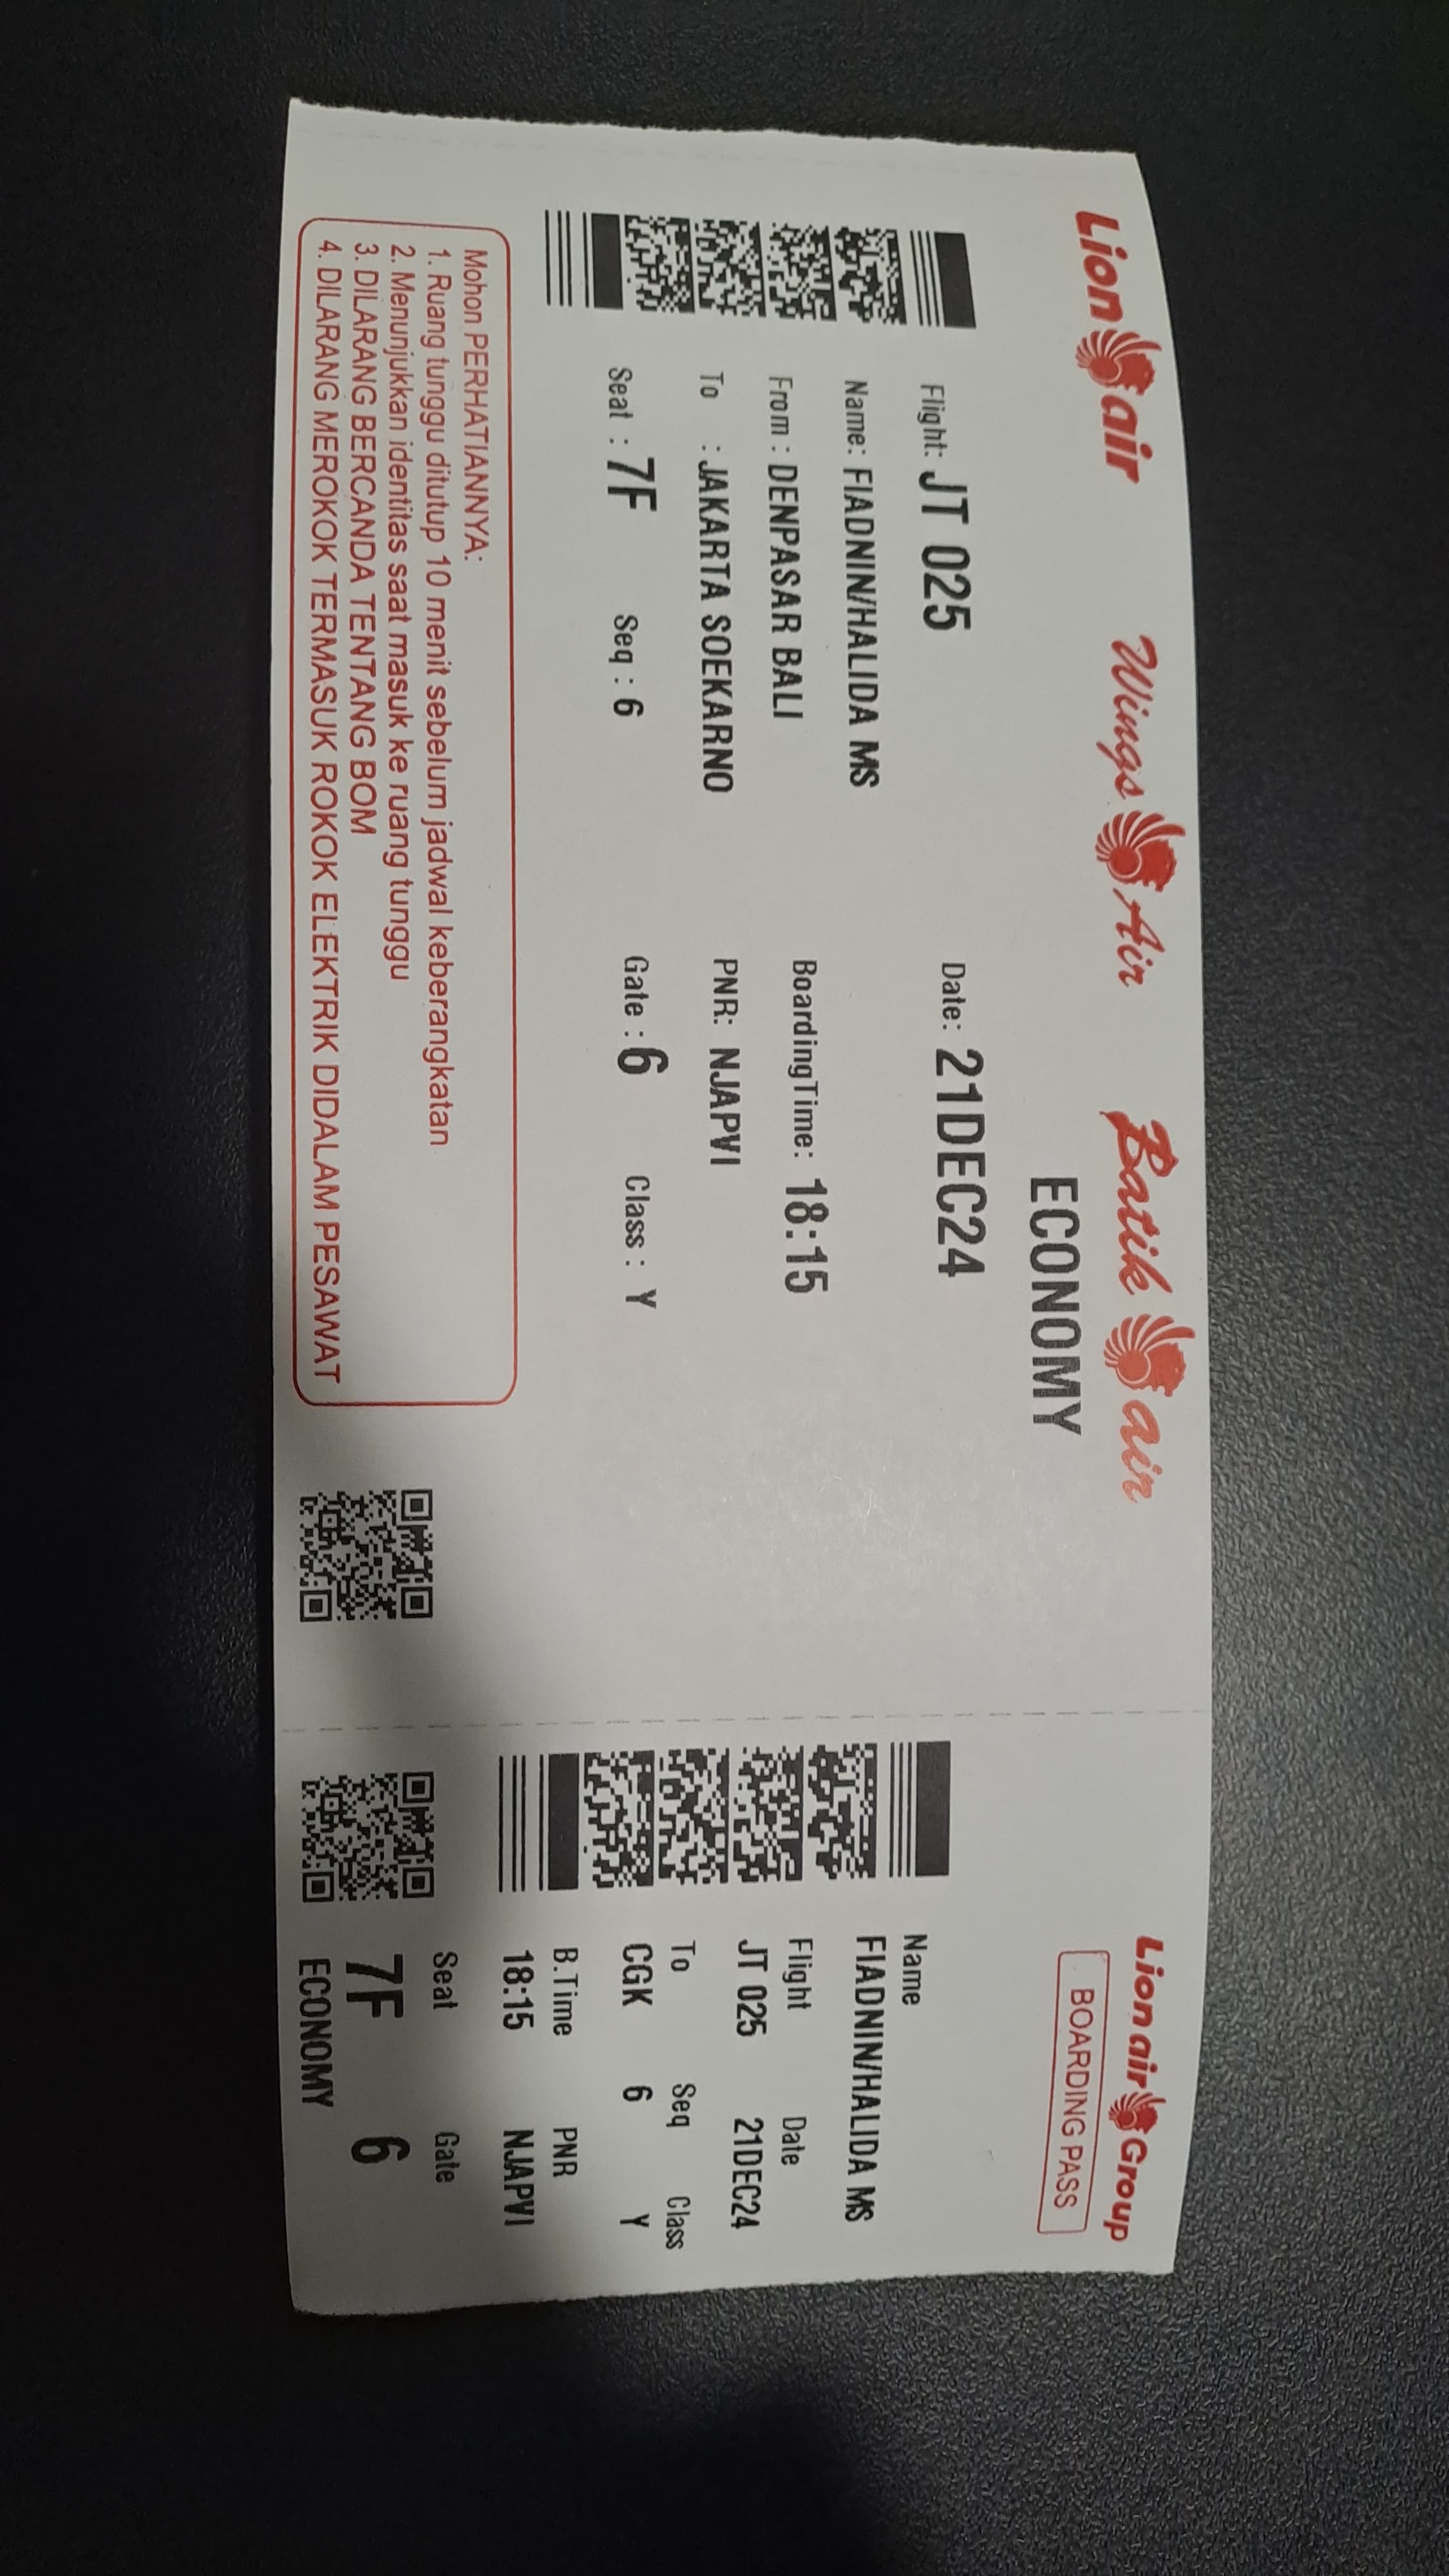 Lion air Wings Air Batik air
ECONOMY
Flight: JT 025 Date: 21DEC24
Name: FIADNIN/HALIDA MS
From : DENPASAR BALI BoardingTime: 18:15
To : JAKARTA SOEKARNO PNR: NJAPVI
Seat : 7F Seq : 6 Gate : 6 Class : Y
Mohon PERHATIANNYA:
1. Ruang tunggu ditutup 10 menit sebelum jadwal keberangkatan
2. Menunjukkan identitas saat masuk ke ruang tunggu
3. DILARANG BERCANDA TENTANG BOM
4. DILARANG MEROKOK TERMASUK ROKOK ELEKTRIK DIDALAM PESAWAT
Lion air Group
BOARDING PASS
Name
FIADNIN/HALIDA MS
Flight Date
JT 025 21DEC24
To Seq Class
CGK 6 Y
B.Time PNR
18:15 NJAPVI
Seat Gate
7F 6
ECONOMY